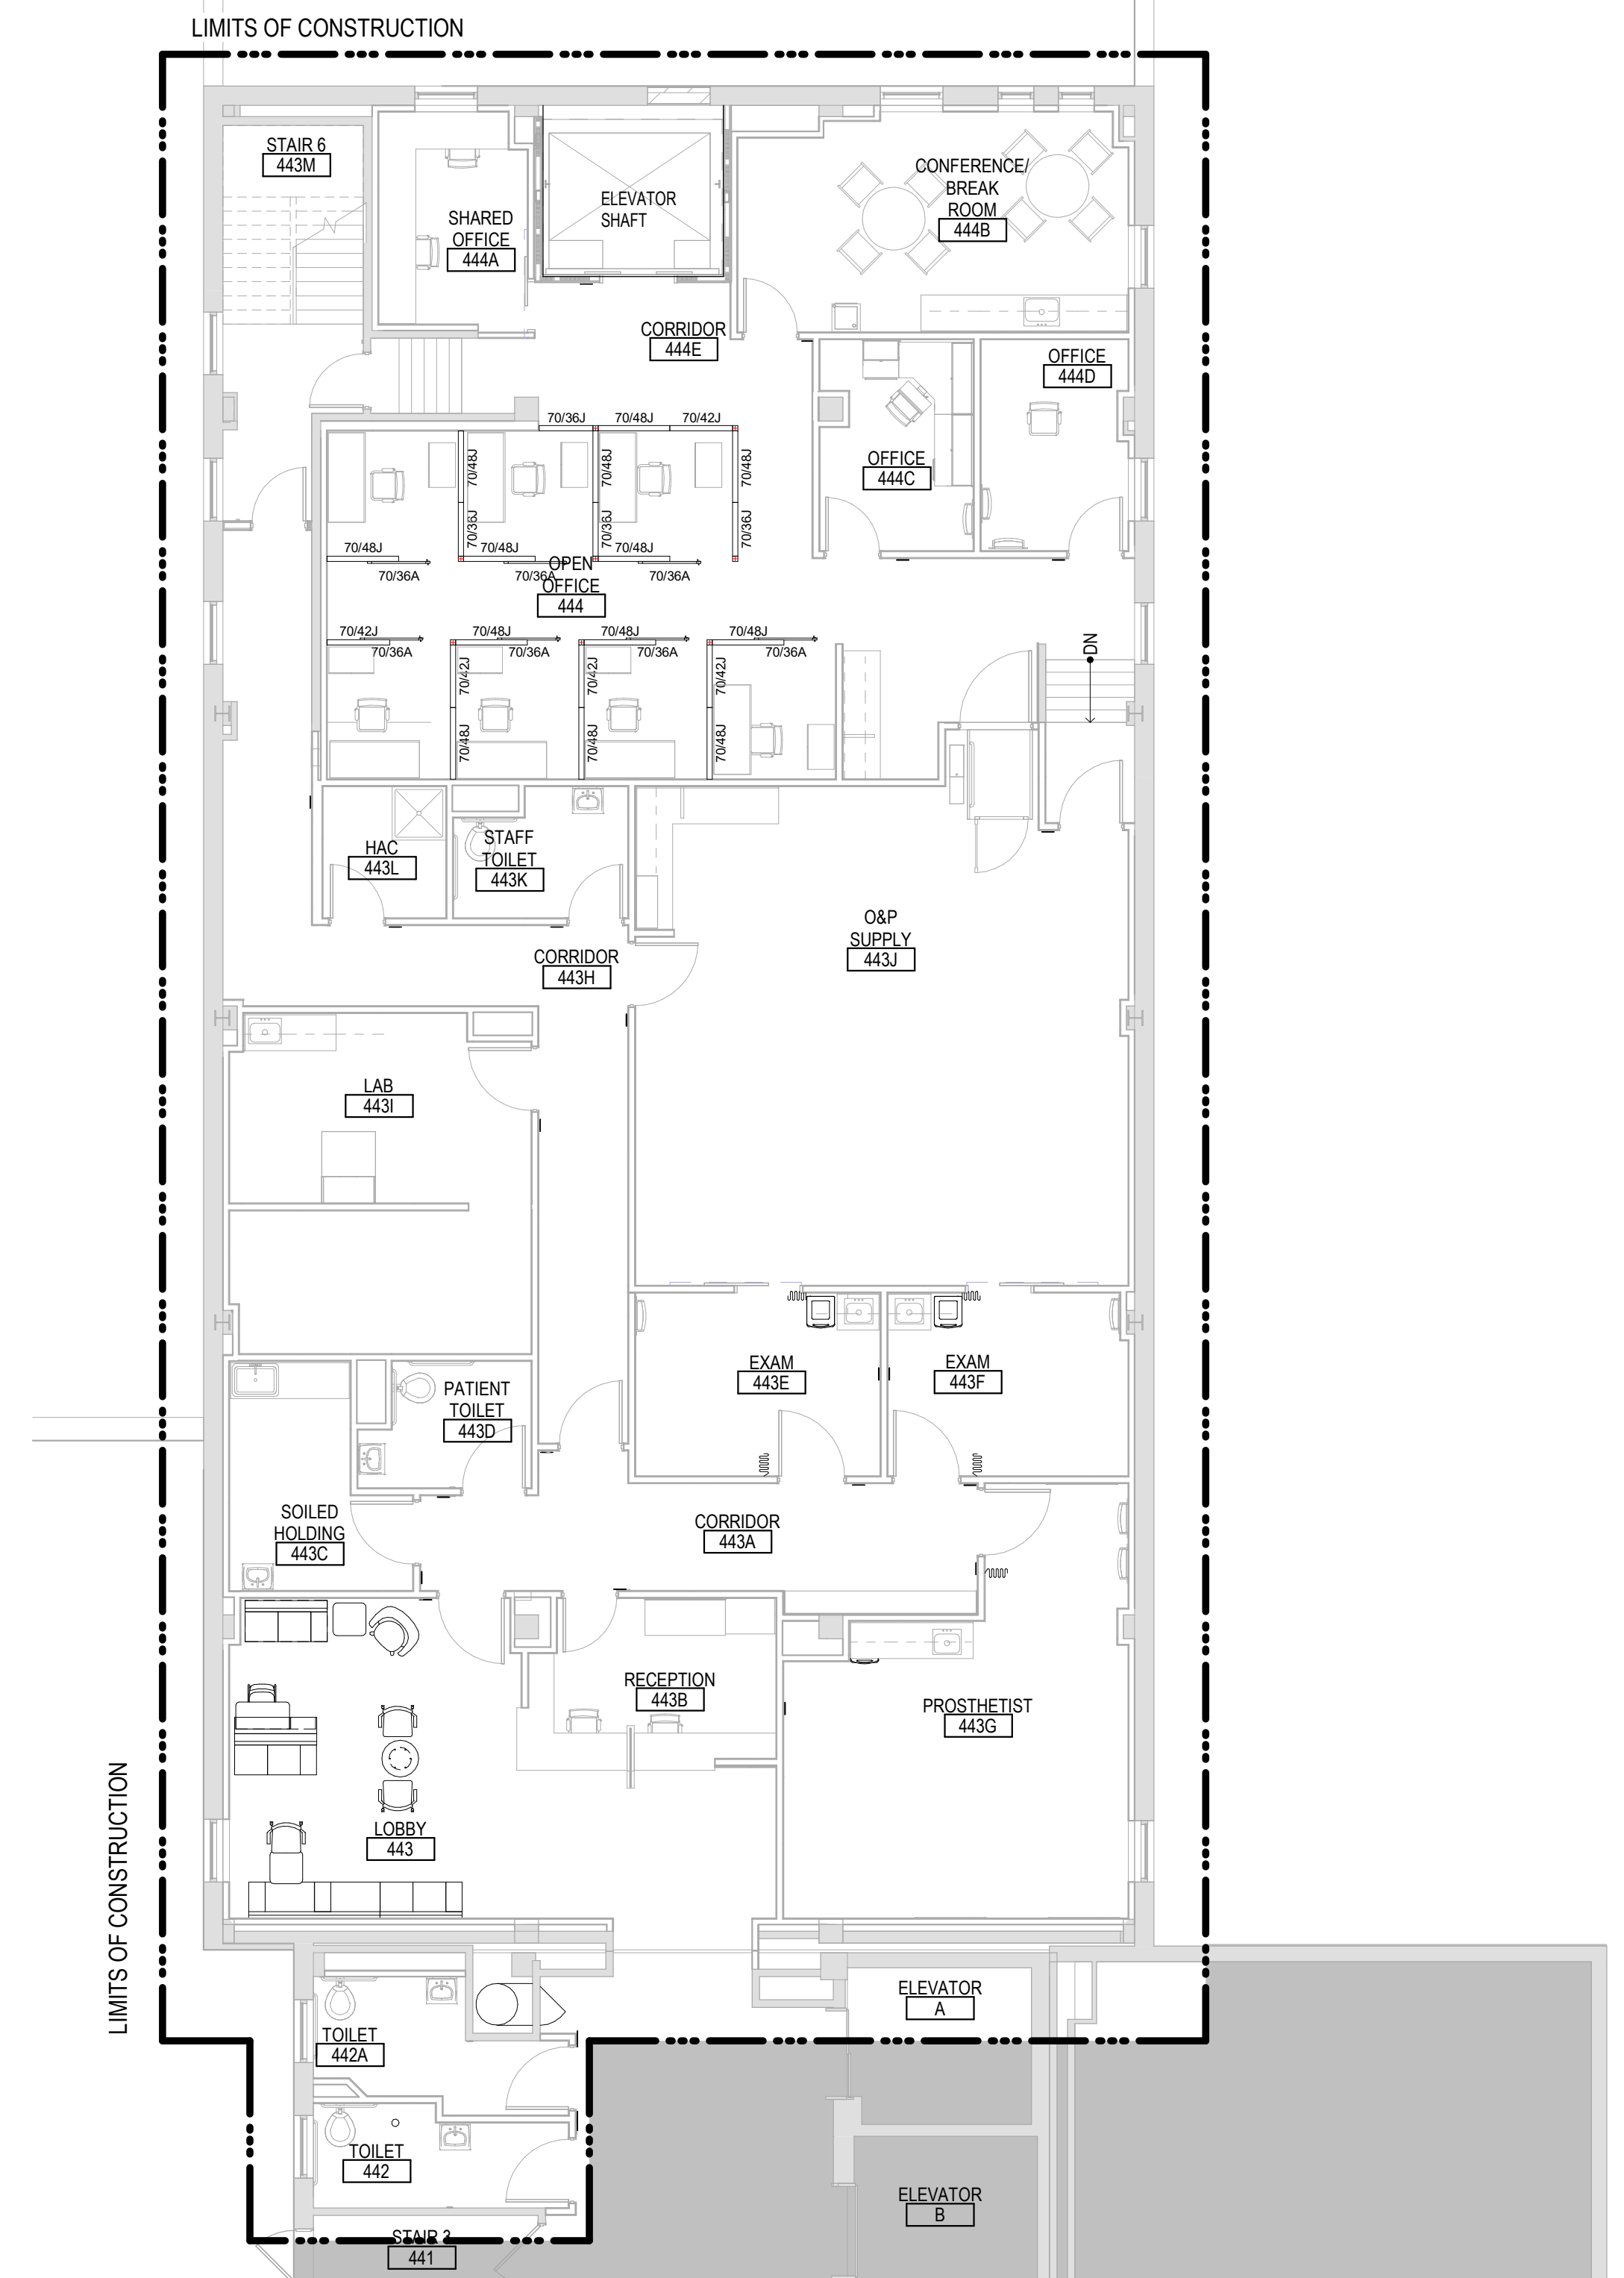 LIMITS OF CONSTRUCTION
STAIR 6
443M
SHARED
OFFICE
444A
ELEVATOR
SHAFT
CONFERENCE/
BREAK
ROOM
444B
CORRIDOR
444E
OFFICE
444D
OFFICE
444C
70/36J
70/48J
70/42J
70/48J
70/48J
70/48J
70/36J
70/36J
70/36J
70/48J
70/48J
70/48J
70/36A
70/36A
70/36A
OPEN
OFFICE
444
70/42J
70/48J
70/48J
70/48J
70/36A
70/36A
70/36A
70/36A
70/42J
70/42J
70/42J
70/48J
70/48J
70/48J
DN
HAC
443L
STAFF
TOILET
443K
O&P
SUPPLY
443J
CORRIDOR
443H
LAB
443I
EXAM
443E
EXAM
443F
PATIENT
TOILET
443D
SOILED
HOLDING
443C
CORRIDOR
443A
RECEPTION
443B
PROSTHETIST
443G
LOBBY
443
LIMITS OF CONSTRUCTION
ELEVATOR
A
TOILET
442A
TOILET
442
ELEVATOR
B
STAIR 3
441